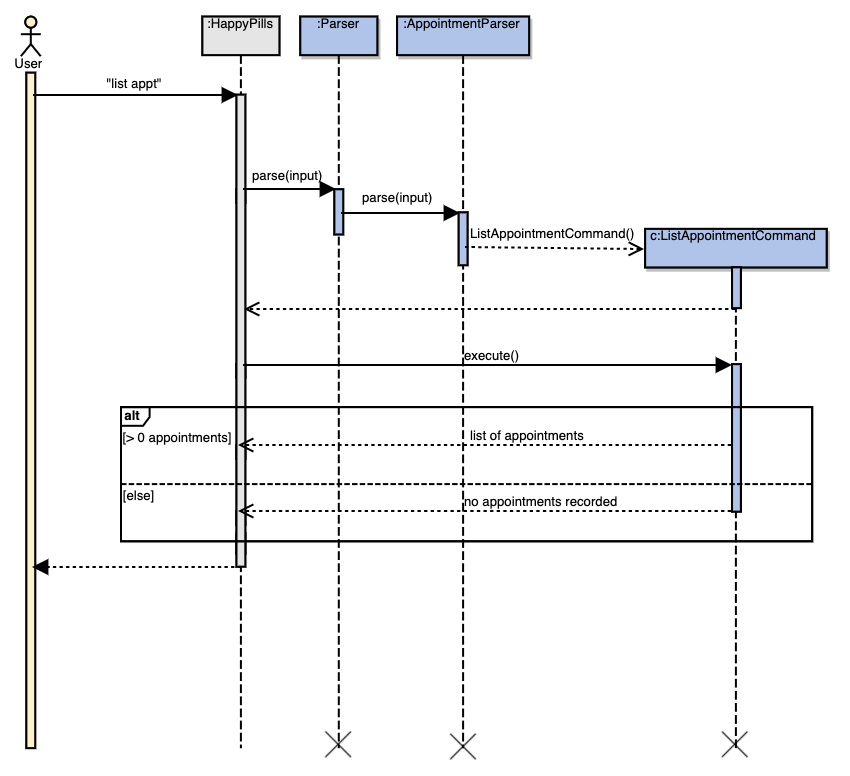 :HappyPills
:Parser
:AppointmentParser
User
"list appt"
parse(input)
parse(input)
ListAppointmentCommand()
c:ListAppointmentCommand
execute()
alt
[> 0 appointments]
list of appointments
[else]
no appointments recorded